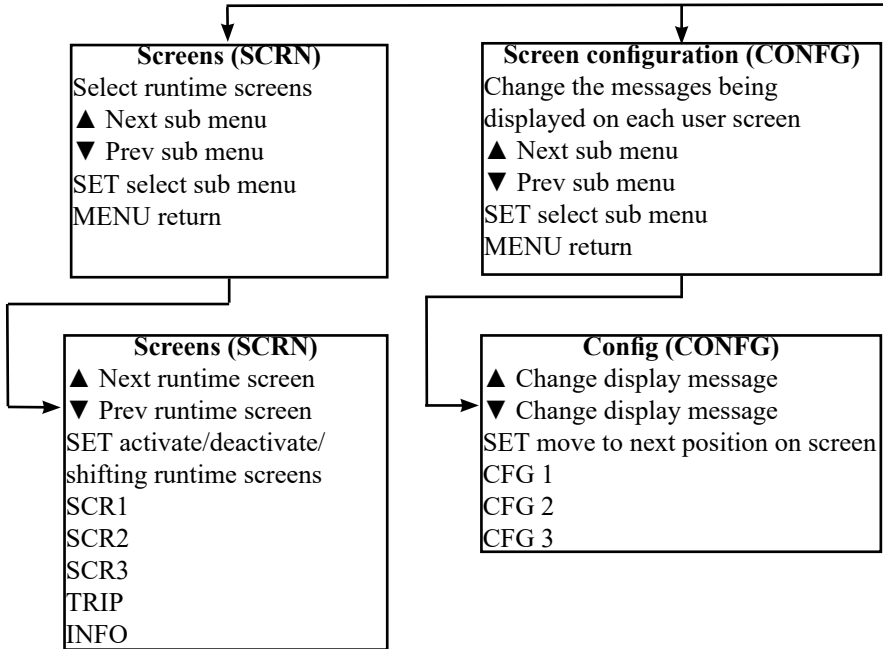 Screens (SCRN)
Select runtime screens
▲ Next sub menu
▼ Prev sub menu
SET select sub menu
MENU return
Screen configuration (CONFG)
Change the messages being
displayed on each user screen
▲ Next sub menu
▼ Prev sub menu
SET select sub menu
MENU return
Screens (SCRN)
▲ Next runtime screen
▼ Prev runtime screen
SET activate/deactivate/
shifting runtime screens
SCR1
SCR2
SCR3
TRIP
INFO
Config (CONFG)
▲ Change display message
▼ Change display message
SET move to next position on screen
CFG 1
CFG 2
CFG 3